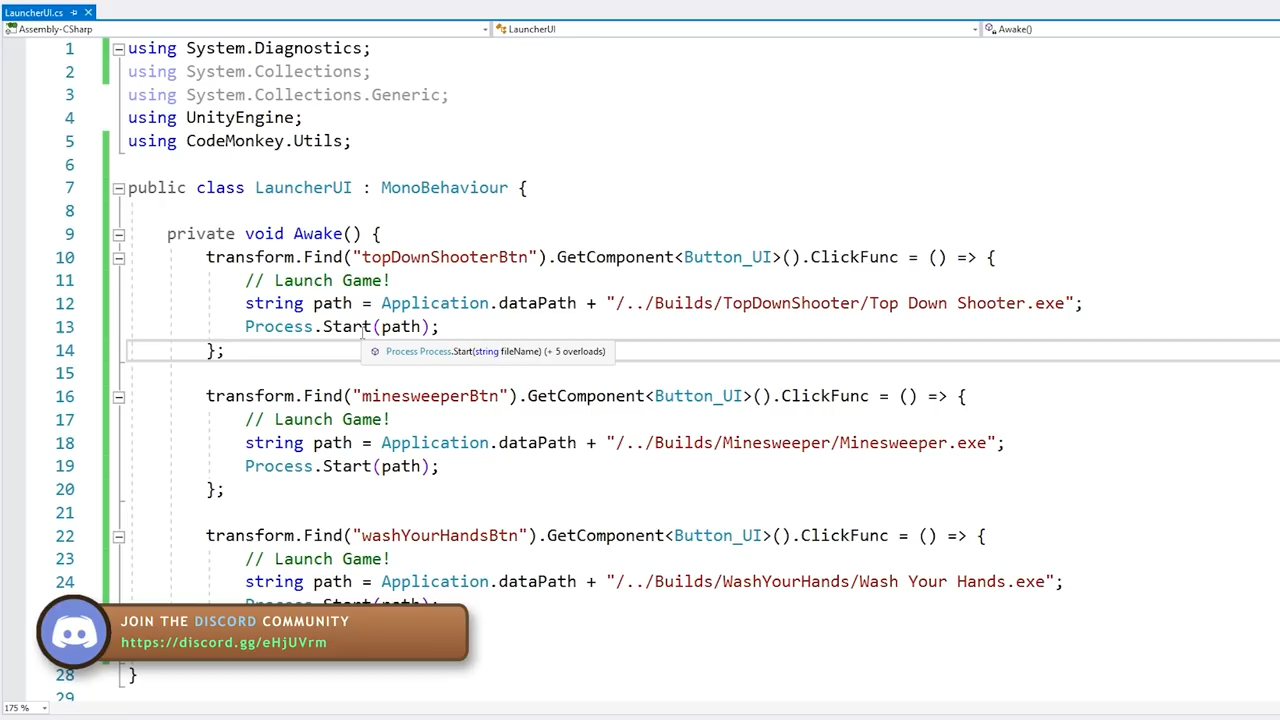 LauncherUI.cs
Assembly-CSharp LauncherUI Awake()
1 using System.Diagnostics;
2 using System.Collections;
3 using System.Collections.Generic;
4 using UnityEngine;
5 using CodeMonkey.Utils;
6
7 public class LauncherUI : MonoBehaviour {
8
9 private void Awake() {
10 transform.Find("topDownShooterBtn").GetComponent<Button_UI>().ClickFunc = () => {
11 // Launch Game!
12 string path = Application.dataPath + "/../Builds/TopDownShooter/Top Down Shooter.exe";
13 Process.Start(path);
14 };
Process Process.Start(string fileName) (+ 5 overloads)
15
16 transform.Find("minesweeperBtn").GetComponent<Button_UI>().ClickFunc = () => {
17 // Launch Game!
18 string path = Application.dataPath + "/../Builds/Minesweeper/Minesweeper.exe";
19 Process.Start(path);
20 };
21
22 transform.Find("washYourHandsBtn").GetComponent<Button_UI>().ClickFunc = () => {
23 // Launch Game!
24 string path = Application.dataPath + "/../Builds/WashYourHands/Wash Your Hands.exe";
Process.Start(path);
JOIN THE DISCORD COMMUNITY
https://discord.gg/eHjUVrm
28 }
29
175 %